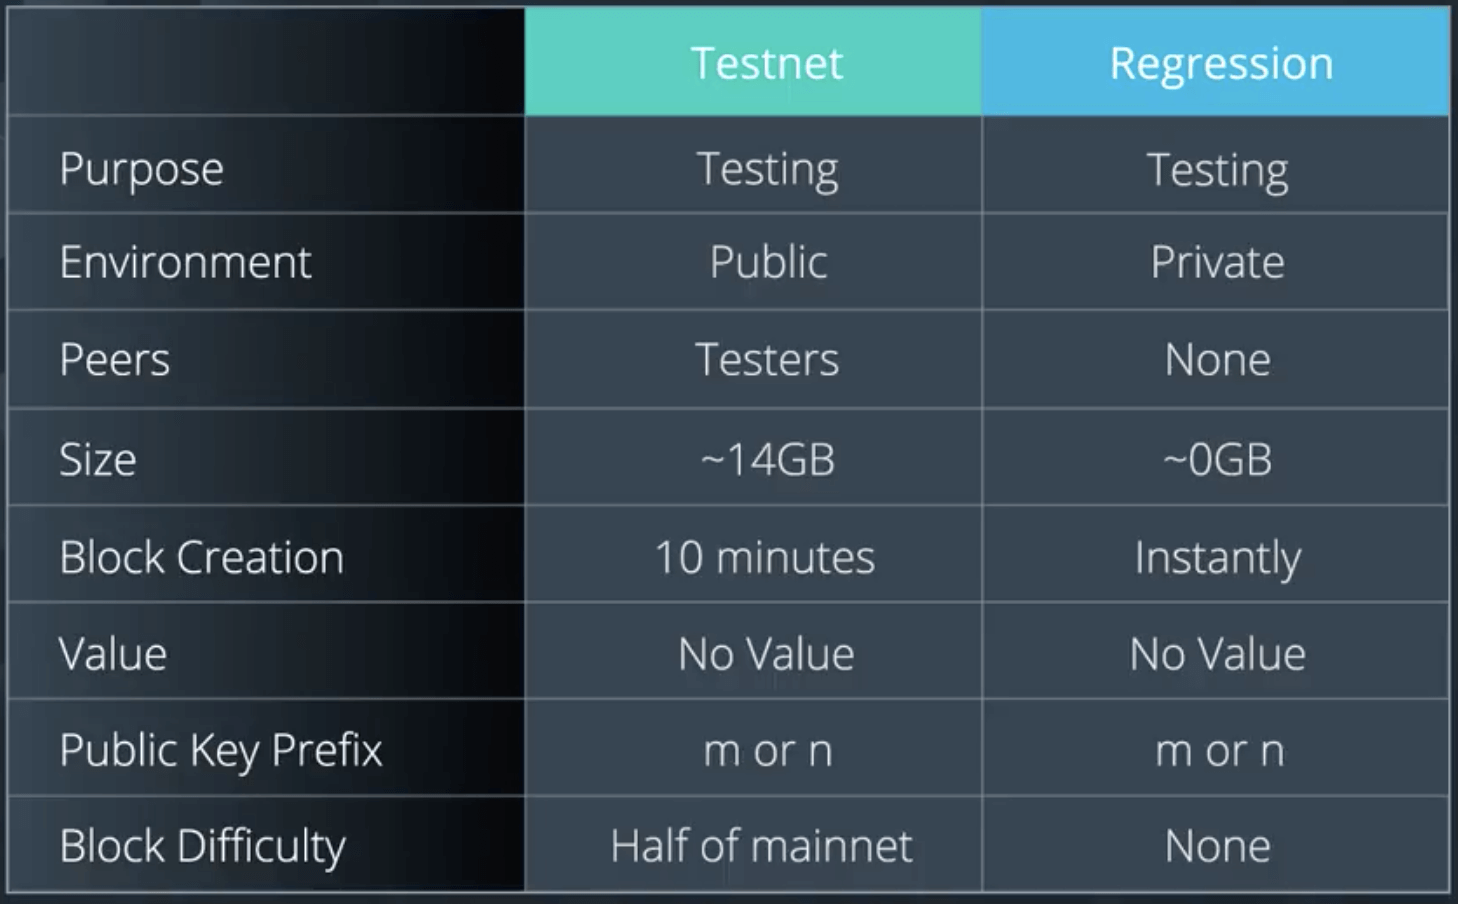 Testnet Regression
Purpose Testing Testing
Environment Public Private
Peers Testers None
Size ~14GB ~0GB
Block Creation 10 minutes Instantly
Value No Value No Value
Public Key Prefix m or n m or n
Block Difficulty Half of mainnet None